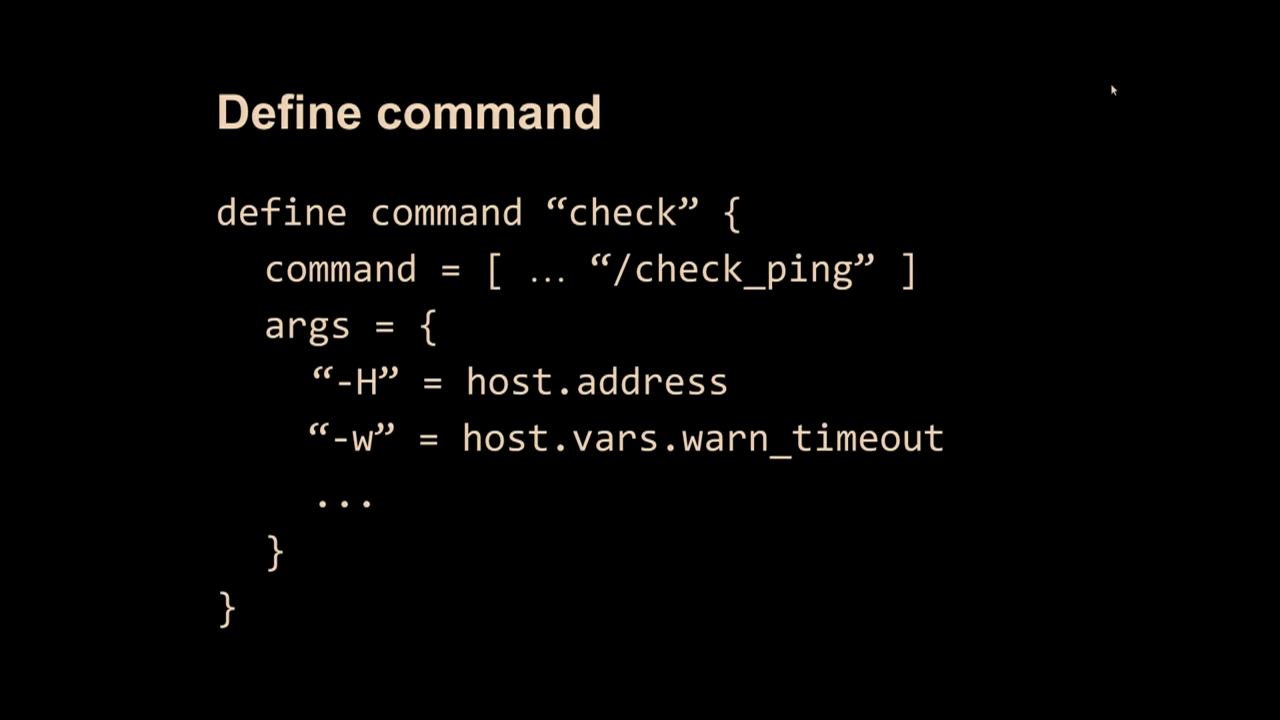 Define command
define command “check” {
command = [ … “/check_ping” ]
args = {
“-H” = host.address
“-w” = host.vars.warn_timeout
...
}
}